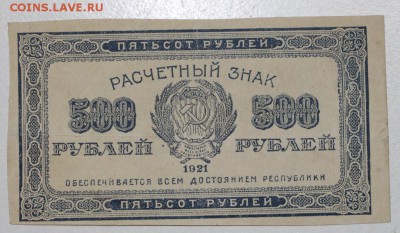 COINS.LAVE.RU
ПЯТЬСОТ РУБЛЕЙ
РАСЧЕТНЫЙ ЗНАК
500 500
РУБЛЕЙ РУБЛЕЙ
1921
ОБЕСПЕЧИВАЕТСЯ ВСЕМ ДОСТОЯНИЕМ РЕСПУБЛИКИ
ПЯТЬСОТ РУБЛЕЙ